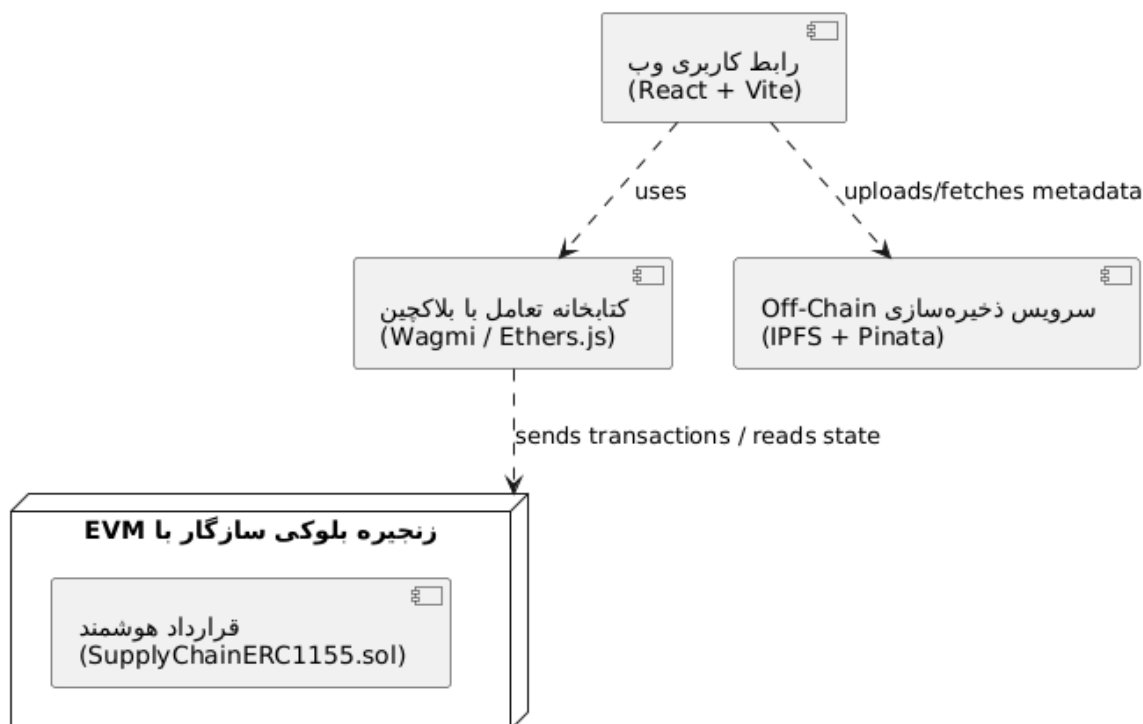 رابط کاربری وب
(React + Vite)
uses
uploads/fetches metadata
کتابخانه تعامل با بلاکچین
(Wagmi / Ethers.js)
سرویس ذخیره‌سازی Off-Chain
(IPFS + Pinata)
sends transactions / reads state
زنجیره بلوکی سازگار با EVM
قرارداد هوشمند
(SupplyChainERC1155.sol)